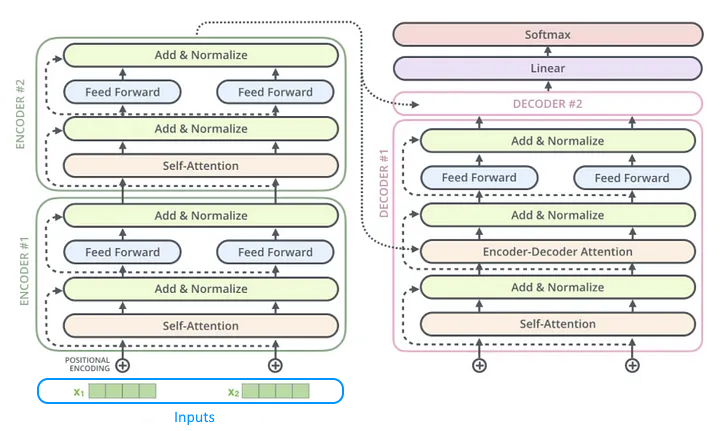 ENCODER #2
Add & Normalize
Feed Forward
Feed Forward
Add & Normalize
Self-Attention
ENCODER #1
Add & Normalize
Feed Forward
Feed Forward
Add & Normalize
Self-Attention
POSITIONAL
ENCODING
x₁
x₂
Inputs
Softmax
Linear
DECODER #2
DECODER #1
Add & Normalize
Feed Forward
Feed Forward
Add & Normalize
Encoder-Decoder Attention
Add & Normalize
Self-Attention